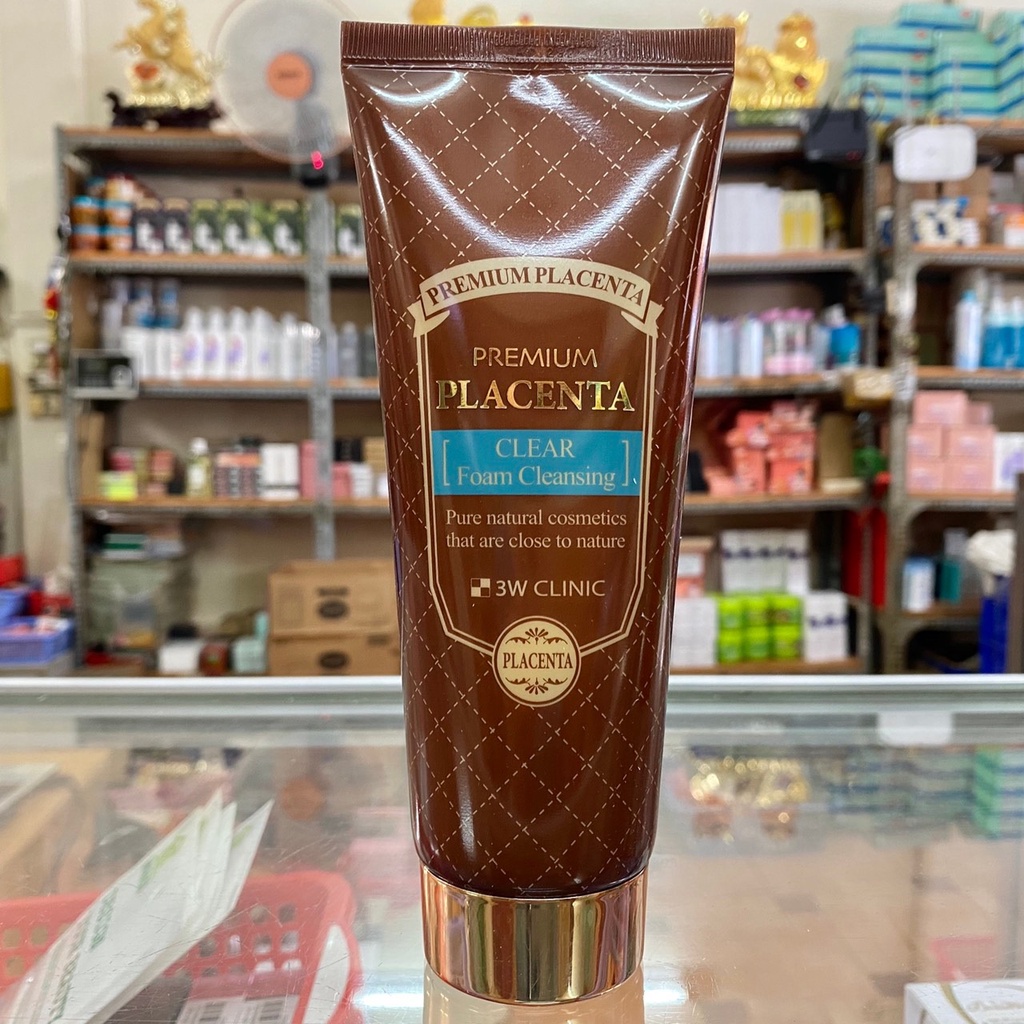 PREMIUM PLACENTA
PREMIUM
PLACENTA
CLEAR
[ Foam Cleansing ]
Pure natural cosmetics
that are close to nature
3W CLINIC
PLACENTA